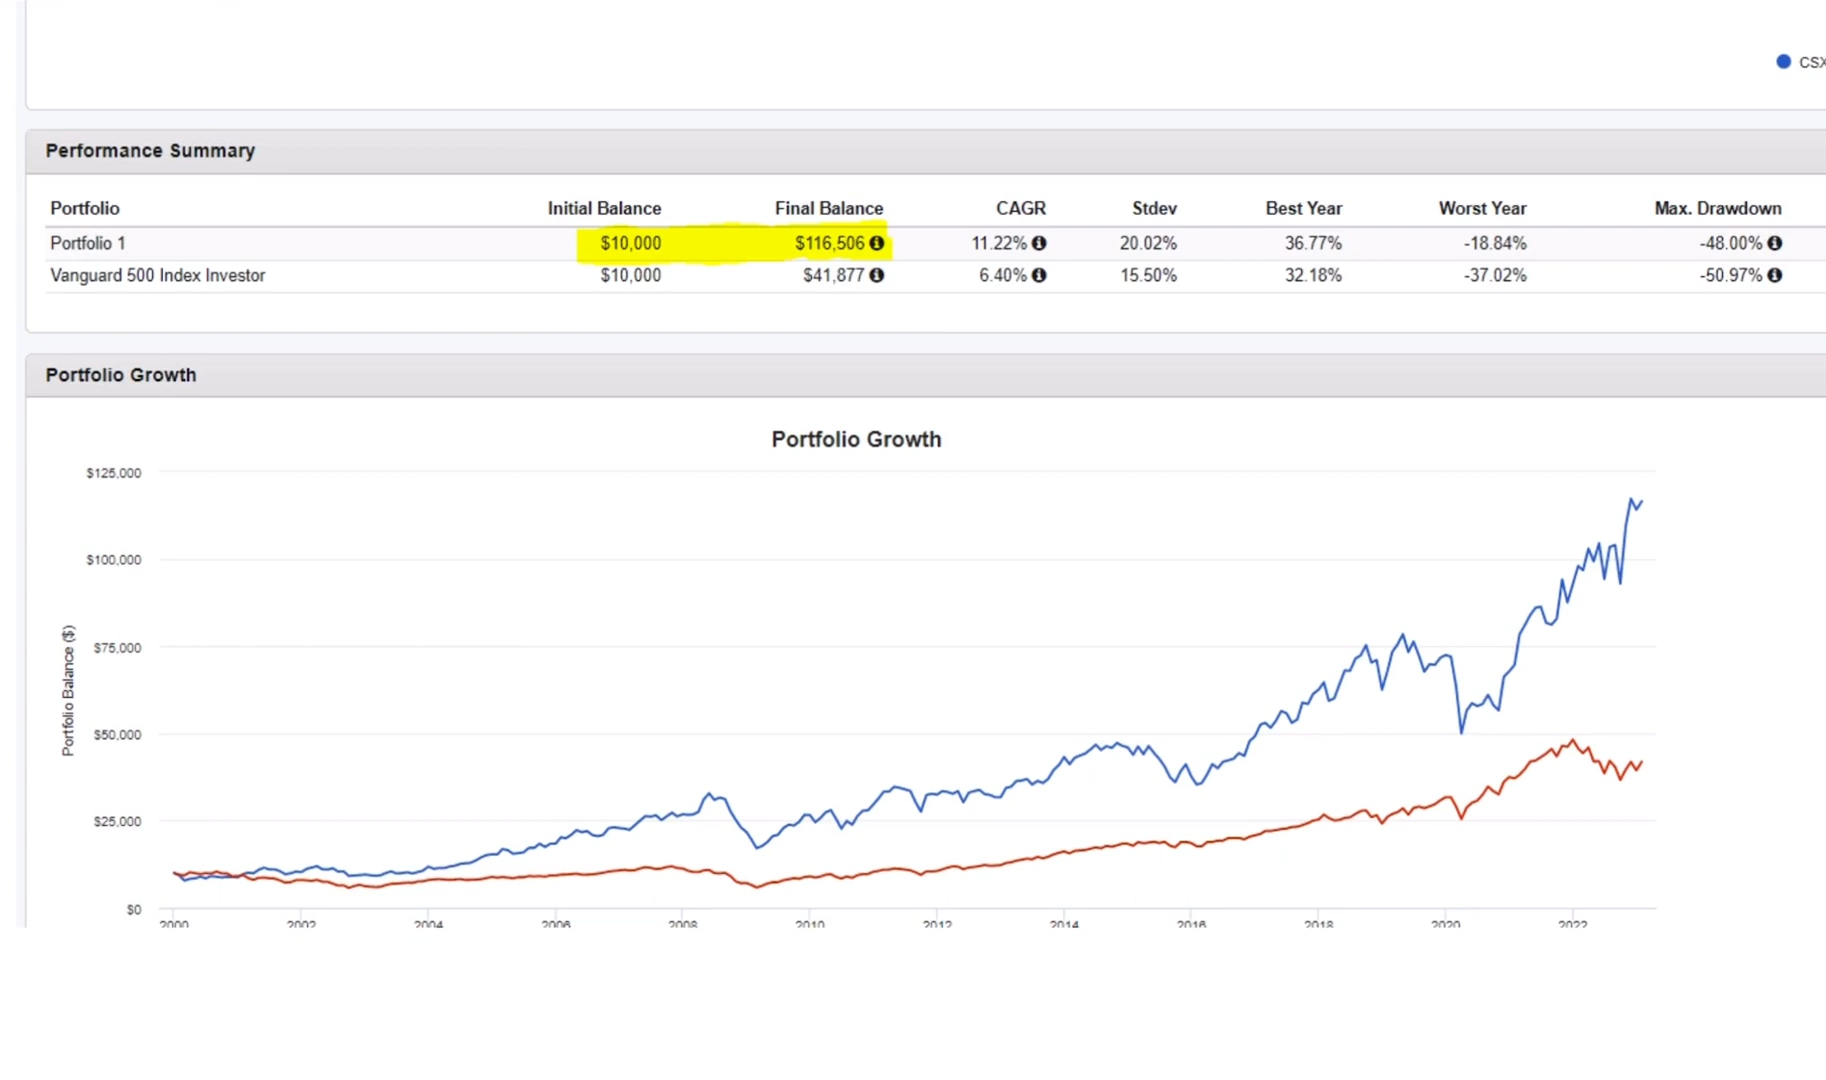 CSX
Performance Summary
Portfolio Initial Balance Final Balance CAGR Stdev Best Year Worst Year Max. Drawdown
Portfolio 1 $10,000 $116,506 11.22% 20.02% 36.77% -18.84% -48.00%
Vanguard 500 Index Investor $10,000 $41,877 6.40% 15.50% 32.18% -37.02% -50.97%
Portfolio Growth
Portfolio Growth
Portfolio Balance ($)
$125,000
$100,000
$75,000
$50,000
$25,000
$0
2000 2002 2004 2006 2008 2010 2012 2014 2016 2018 2020 2022